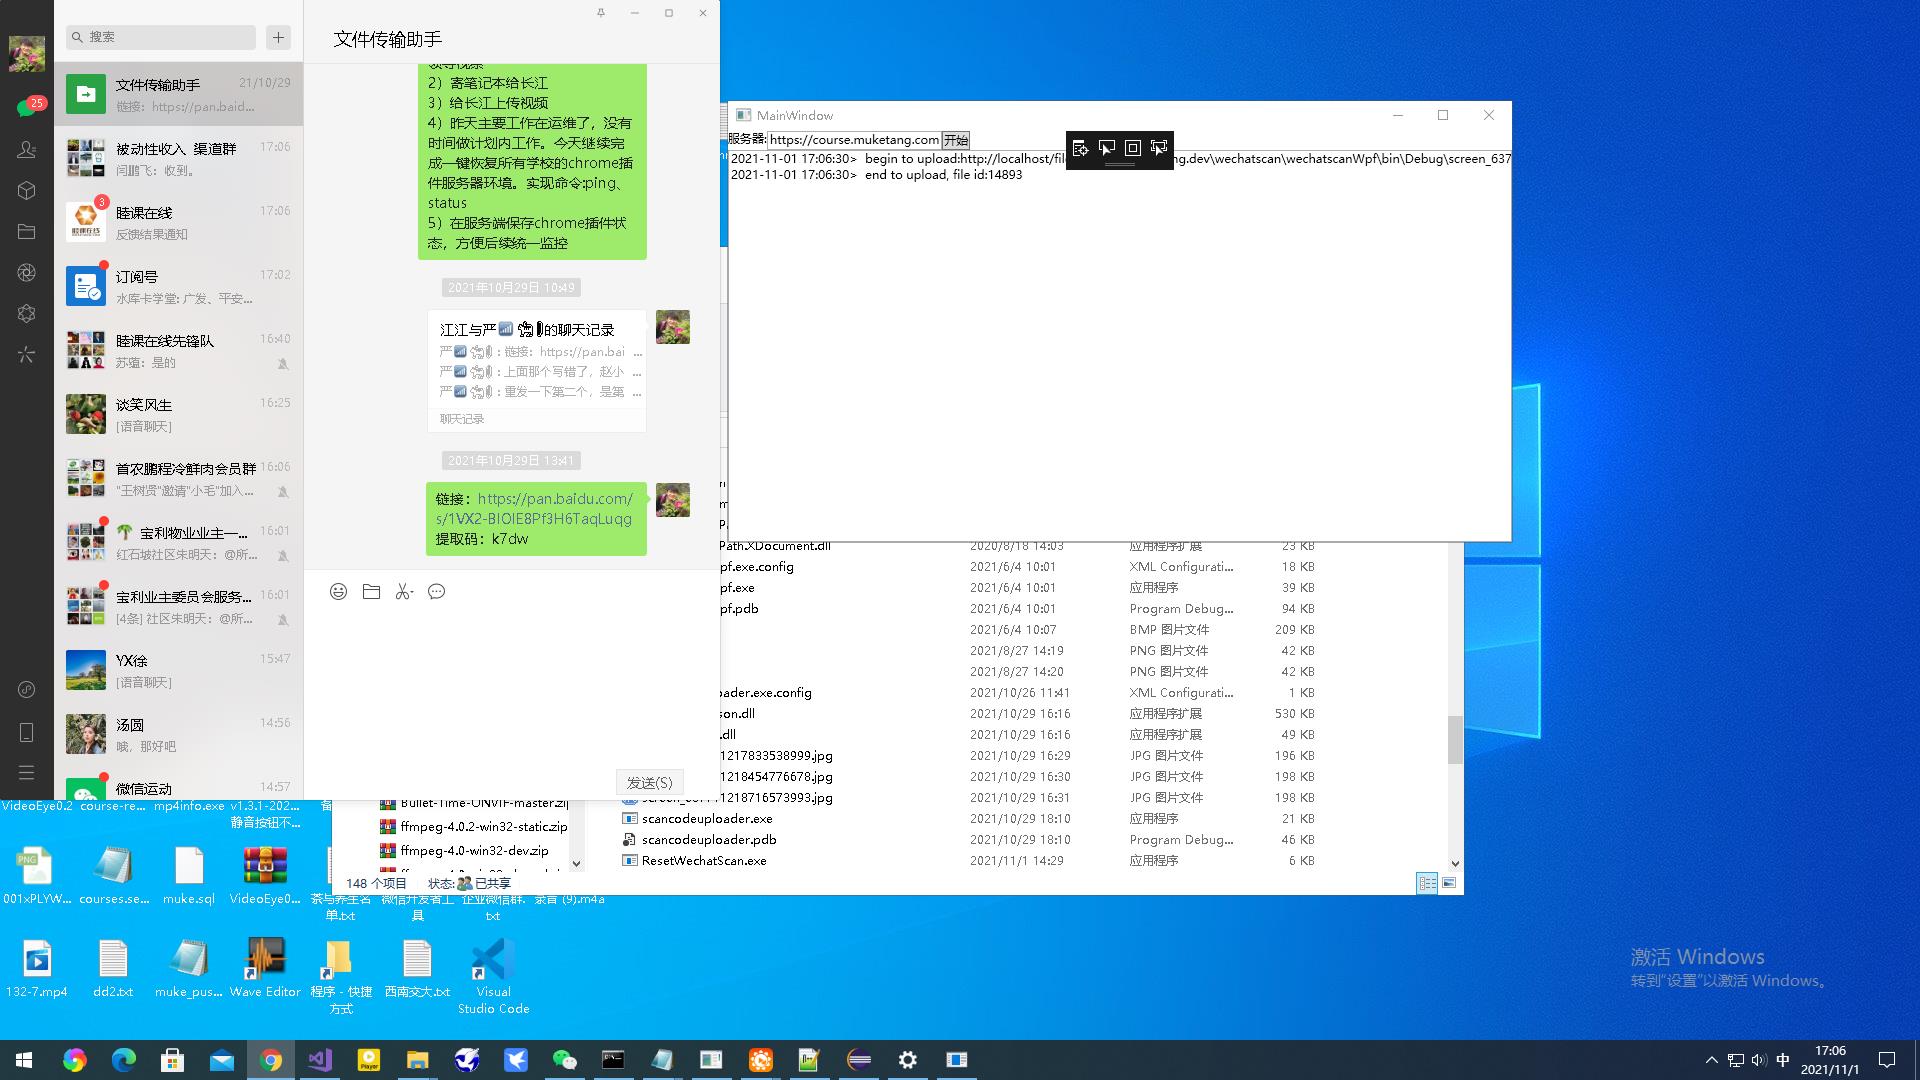 搜索
文件传输助手
21/10/29
链接：https://pan.baid...
25
被动性收入 渠道群
17:06
闫鹏飞：收到。
3
睦课在线
17:06
反馈结果通知
订阅号
17:02
水库卡学堂: 广发、平安...
睦课在线先锋队
16:40
苏蕴：是的
谈笑风生
16:25
[语音聊天]
首农鹏程冷鲜肉会员群
16:06
"王树贤"邀请"小毛"加入...
宝利物业业主一...
16:01
红石坡社区朱明天：@所...
宝利业主委员会服务...
16:01
[4条] 社区朱明天：@所...
YX徐
15:47
[语音聊天]
汤圆
14:56
哦，那好吧
微信运动
14:57
文件传输助手
2）寄笔记本给长江
3）给长江上传视频
4）昨天主要工作在运维了，没有
时间做计划内工作。今天继续完
成一键恢复所有学校的chrome插
件服务器环境。实现命令:ping、
status
5）在服务端保存chrome插件状
态，方便后续统一监控
2021年10月29日 10:49
江江与严的聊天记录
严：链接：https://pan.bai ...
严：上面那个写错了，赵小 ...
严：重发一下第二个，是第 ...
聊天记录
2021年10月29日 13:41
链接：https://pan.baidu.com/
s/1VX2-BIOIE8Pf3H6TaqLuqg
提取码：k7dw
发送(S)
MainWindow
服务器: https://course.muketang.com 开始
2021-11-01 17:06:30> begin to upload:http://localhost/fil
ng.dev\wechatscan\wechatscanWpf\bin\Debug\screen_637
2021-11-01 17:06:30> end to upload, file id:14893
Path.XDocument.dll 2020/8/18 14:03 应用程序扩展 23 KB
pf.exe.config 2021/6/4 10:01 XML Configurati... 18 KB
pf.exe 2021/6/4 10:01 应用程序 39 KB
pf.pdb 2021/6/4 10:01 Program Debug... 94 KB
2021/6/4 10:07 BMP 图片文件 209 KB
2021/8/27 14:19 PNG 图片文件 42 KB
2021/8/27 14:20 PNG 图片文件 42 KB
ader.exe.config 2021/10/26 11:41 XML Configurati... 1 KB
son.dll 2021/10/29 16:16 应用程序扩展 530 KB
.dll 2021/10/29 16:16 应用程序扩展 49 KB
1217833538999.jpg 2021/10/29 16:29 JPG 图片文件 196 KB
1218454776678.jpg 2021/10/29 16:30 JPG 图片文件 198 KB
1218716573993.jpg 2021/10/29 16:31 JPG 图片文件 198 KB
scancodeuploader.exe 2021/10/29 18:10 应用程序 21 KB
scancodeuploader.pdb 2021/10/29 18:10 Program Debug... 46 KB
ResetWechatScan.exe 2021/11/1 14:29 应用程序 6 KB
Bullet-Time-ONVIF-master.zip
ffmpeg-4.0.2-win32-static.zip
ffmpeg-4.0-win32-dev.zip
148 个项目 状态: 已共享
VideoEye0.2 course-re... mp4info.exe v1.3.1-202...
静音按钮不...
001xPLYW... courses.se... muke.sql VideoEye0... 茶与养生名 微信开发者工 企业微信群. 录音 (9).m4a
单.txt 具 txt
132-7.mp4 dd2.txt muke_pus... Wave Editor 程序 - 快捷 西南交大.txt Visual
方式 Studio Code
激活 Windows
转到"设置"以激活 Windows。
中
17:06
2021/11/1